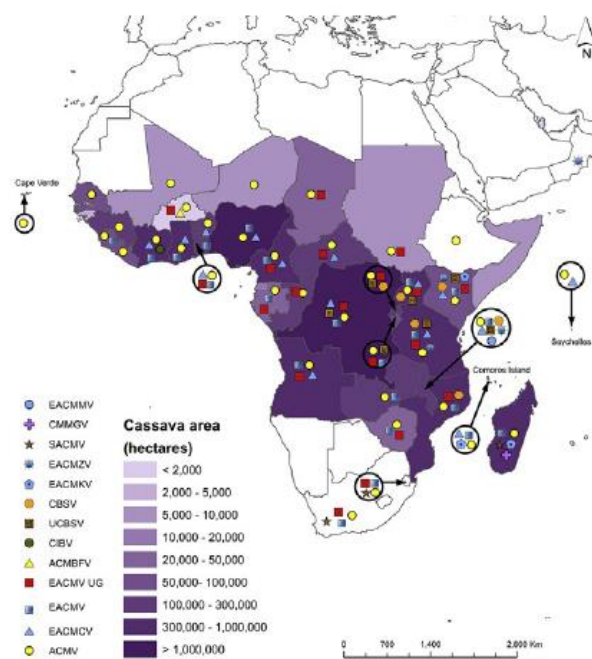 N
Cape Verde
Seychelles
Comoros Island
EACMMV
CMMGV
SACMV
EACMZV
EACMKV
CBSV
UCBSV
CIBV
ACMBFV
EACMV UG
EACMV
EACMCV
ACMV
Cassava area
(hectares)
< 2,000
2,000 - 5,000
5,000 - 10,000
10,000 - 20,000
20,000 - 50,000
50,000- 100,000
100,000 - 300,000
300,000 - 1,000,000
> 1,000,000
0 700 1,400 2,800 Km